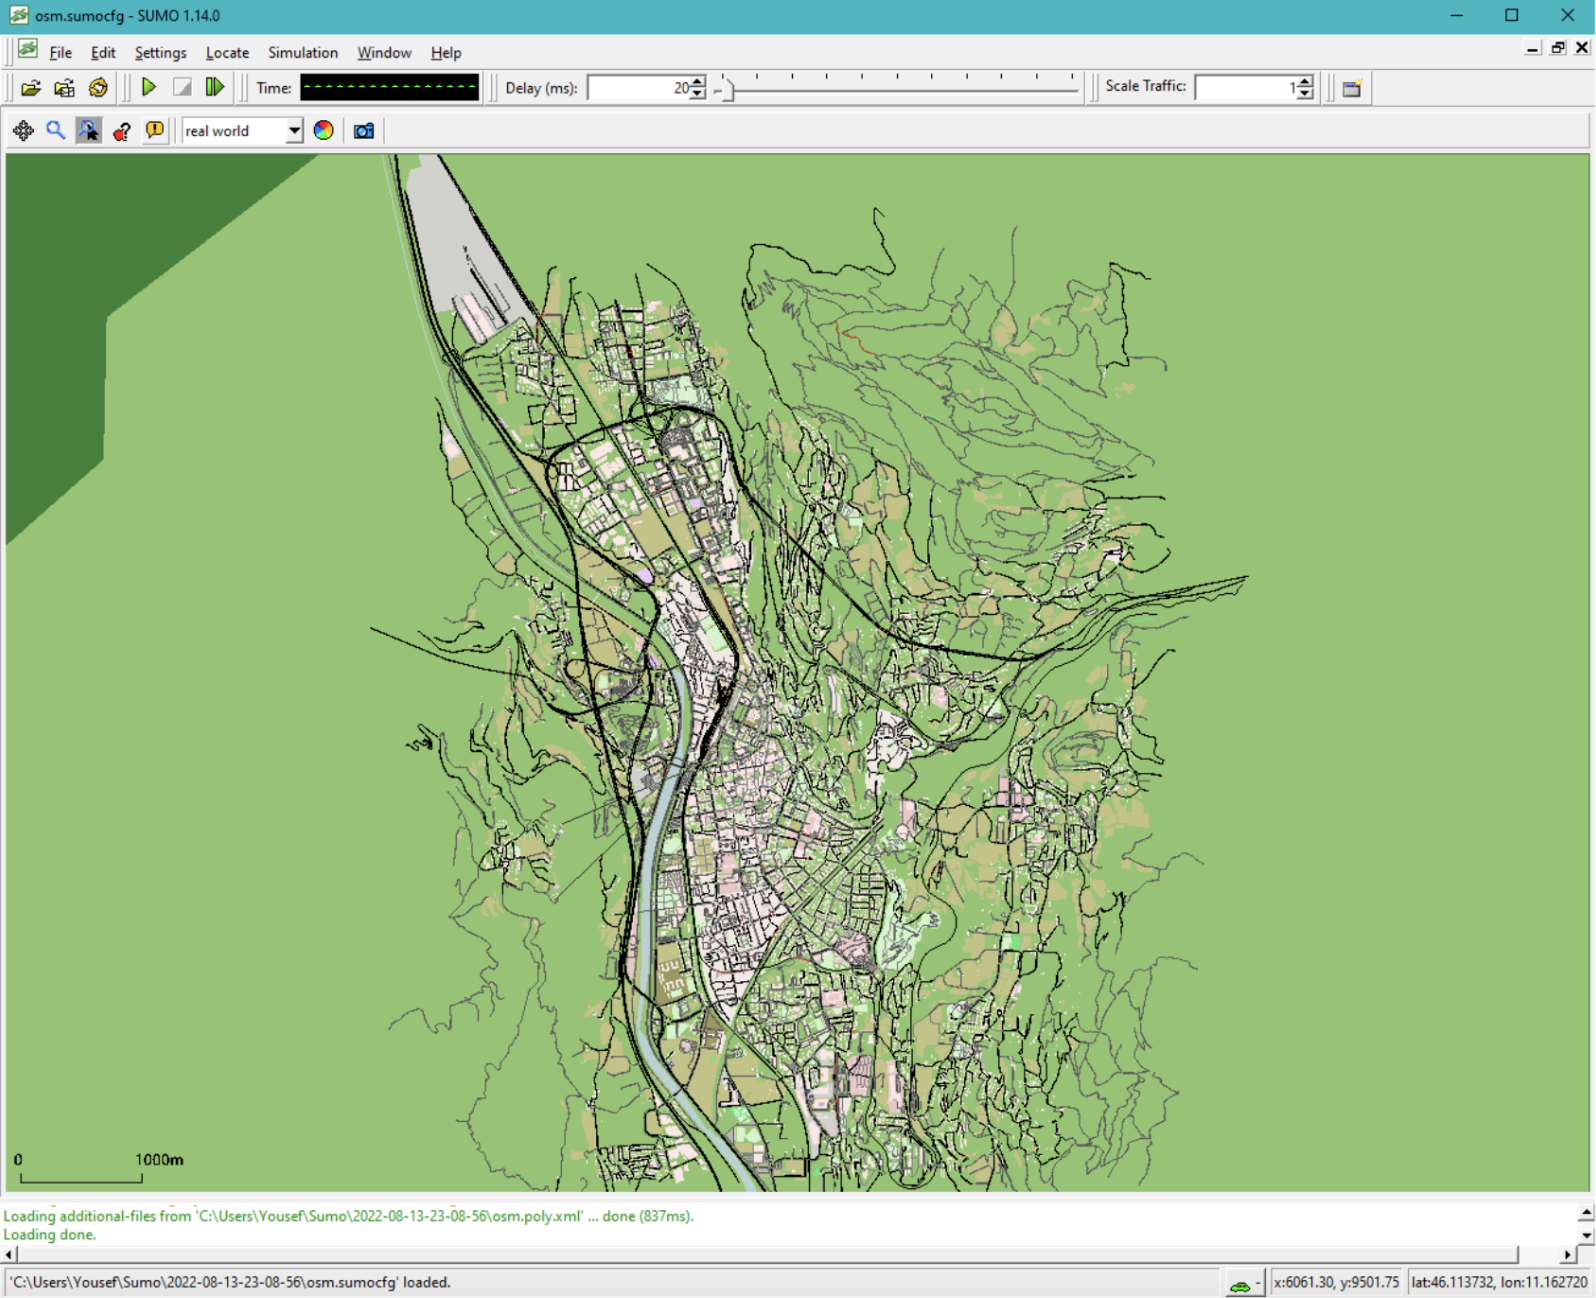 osm.sumocfg - SUMO 1.14.0
File Edit Settings Locate Simulation Window Help
Time: Delay (ms): 20 Scale Traffic: 1
real world
0 1000m
Loading additional-files from 'C:\Users\Yousef\Sumo\2022-08-13-23-08-56\osm.poly.xml' ... done (837ms).
Loading done.
'C:\Users\Yousef\Sumo\2022-08-13-23-08-56\osm.sumocfg' loaded. - x:6061.30, y:9501.75 lat:46.113732, lon:11.162720